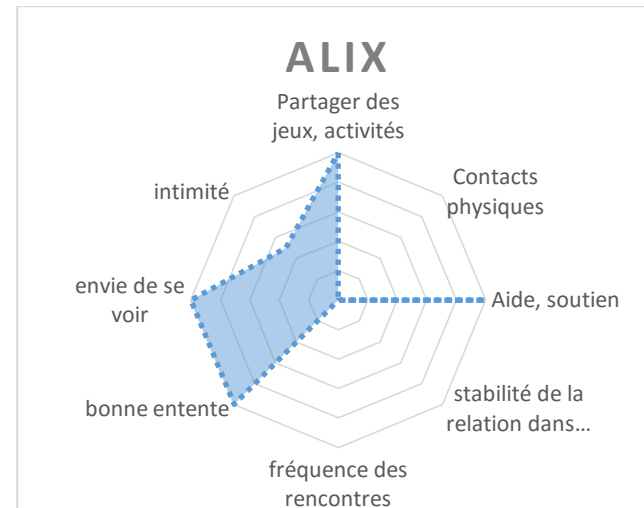 ALIX
Partager des
jeux, activités
Contacts
physiques
Aide, soutien
stabilité de la
relation dans…
fréquence des
rencontres
bonne entente
envie de se
voir
intimité